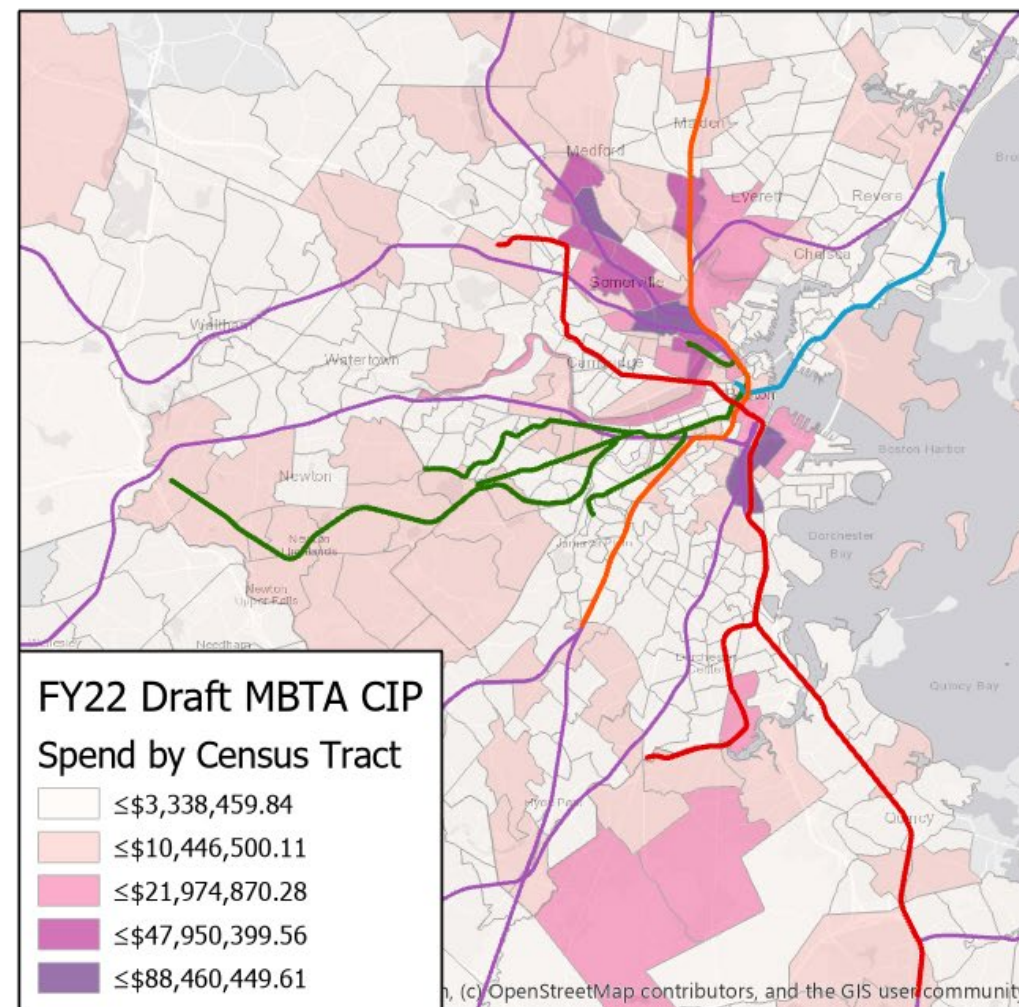 Malden
Medford
Everett
Revere
Chelsea
Somerville
Waltham
Watertown
Cambridge
Boston
Boston Harbor
Newton
Newton
Highlands
Jamaica Plain
Dorchester
Bay
Newton
Upper Falls
Wellesley
Needham
Dorchester
Center
Quincy Bay
Hyde Park
Quincy
FY22 Draft MBTA CIP
Spend by Census Tract
≤$3,338,459.84
≤$10,446,500.11
≤$21,974,870.28
≤$47,950,399.56
≤$88,460,449.61
, (c) OpenStreetMap contributors, and the GIS user community